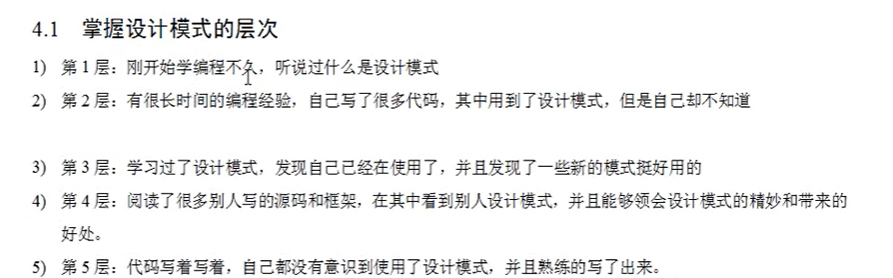 4.1 掌握设计模式的层次
1) 第 1 层：刚开始学编程不久，听说过什么是设计模式
2) 第 2 层：有很长时间的编程经验，自己写了很多代码，其中用到了设计模式，但是自己却不知道
3) 第 3 层：学习过了设计模式，发现自己已经在使用了，并且发现了一些新的模式挺好用的
4) 第 4 层：阅读了很多别人写的源码和框架，在其中看到别人设计模式，并且能够领会设计模式的精妙和带来的
好处。
5) 第 5 层：代码写着写着，自己都没有意识到使用了设计模式，并且熟练的写了出来。